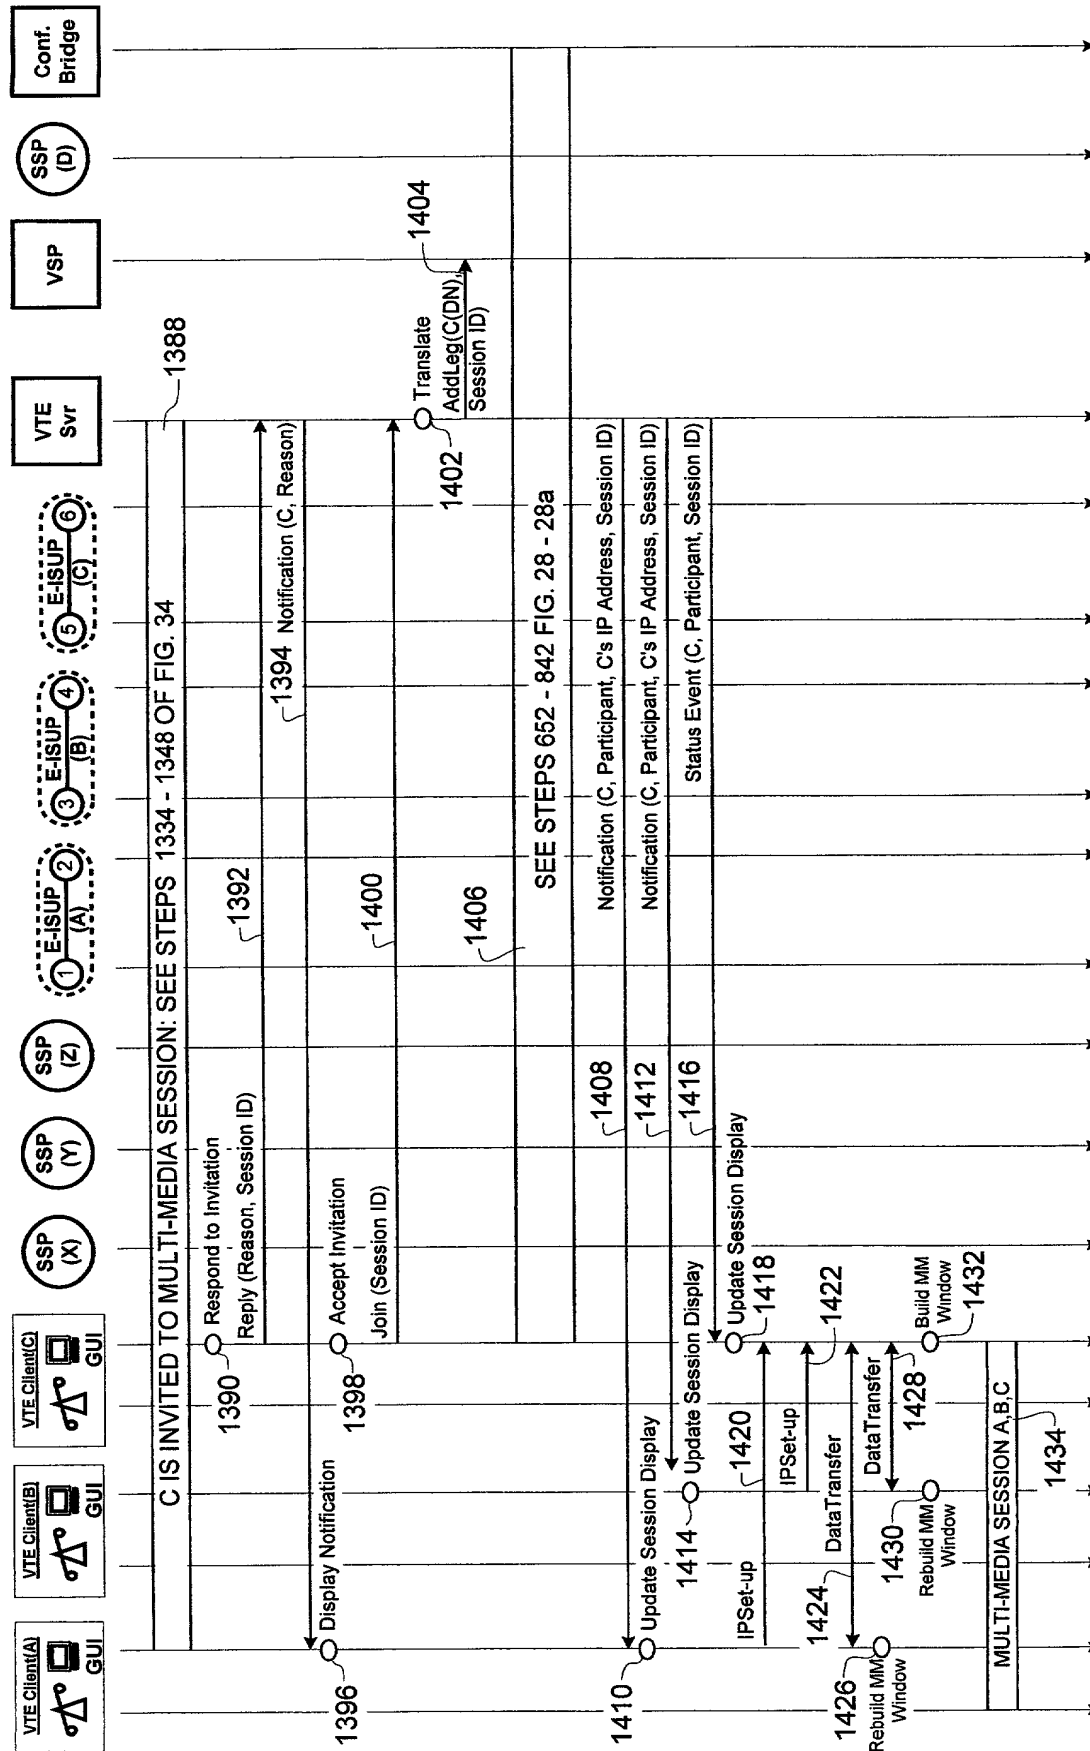 VTE Client(A)
GUI
VTE Client(B)
GUI
VTE Client(C)
GUI
SSP
(X)
SSP
(Y)
SSP
(Z)
1
E-ISUP
(A)
2
3
E-ISUP
(B)
4
5
E-ISUP
(C)
6
VTE
Svr
VSP
SSP
(D)
Conf.
Bridge
C IS INVITED TO MULTI-MEDIA SESSION: SEE STEPS 1334 - 1348 OF FIG. 34
1388
Respond to Invitation
1390
Reply (Reason, Session ID)
1392
1394 Notification (C, Reason)
Display Notification
1396
Accept Invitation
1398
Join (Session ID)
1400
Translate
1402
AddLeg(C(DN),
Session ID)
1404
1406
SEE STEPS 652 - 842 FIG. 28 - 28a
1408
Notification (C, Participant, C's IP Address, Session ID)
Update Session Display
1410
1412
Notification (C, Participant, C's IP Address, Session ID)
Update Session Display
1414
1416
Status Event (C, Participant, Session ID)
Update Session Display
1418
IPSet-up
1420
IPSet-up
1422
1424
DataTransfer
1426
Rebuild MM
Window
DataTransfer
1428
1430
Rebuild MM
Window
Build MM
Window
1432
MULTI-MEDIA SESSION A,B,C
1434